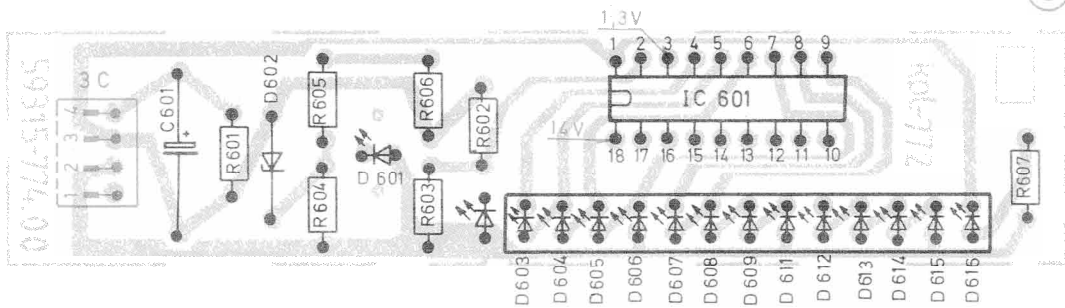 1,3V
1 2 3 4 5 6 7 8 9
3 C
4
3
2
1
C601
+
R601
D602
R605
R604
D 601
R606
R603
R602
IC 601
14V
18 17 16 15 14 13 12 11 10
R607
D603
D604
D605
D606
D607
D608
D609
D611
D612
D613
D614
D615
D616